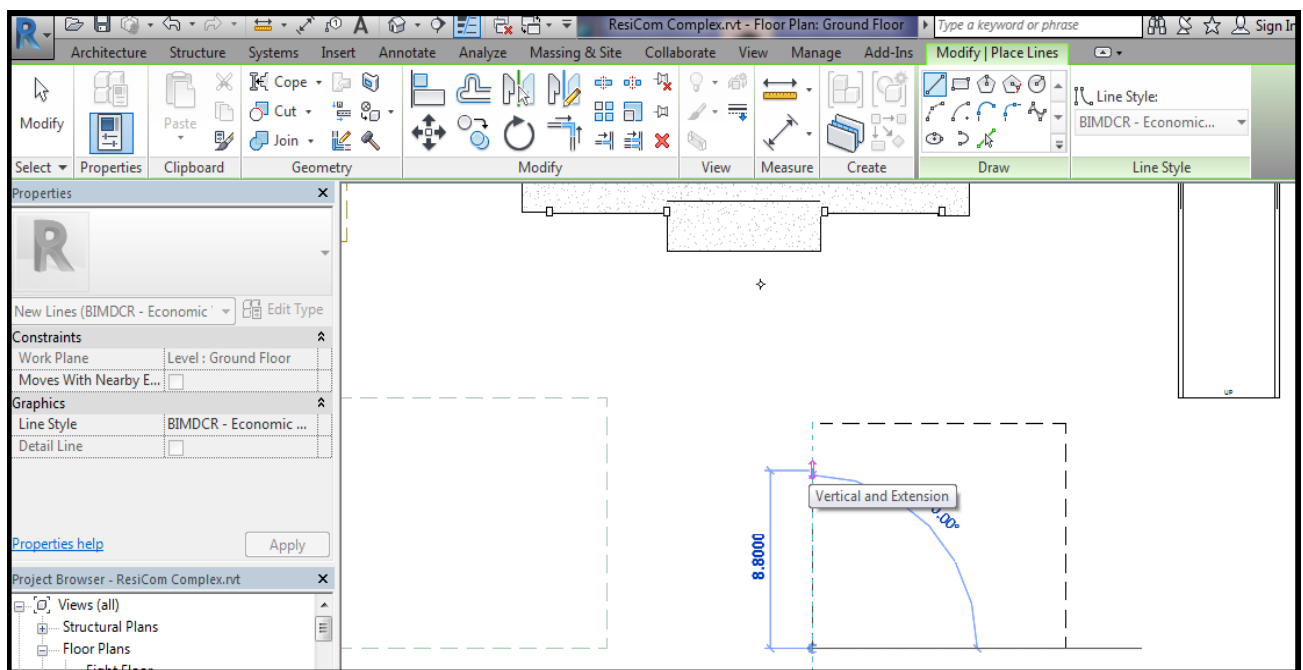 ResiCom Complex.rvt - Floor Plan: Ground Floor
Type a keyword or phrase
Sign In
Architecture Structure Systems Insert Annotate Analyze Massing & Site Collaborate View Manage Add-Ins Modify | Place Lines
Modify
Paste
Cope
Cut
Join
Line Style:
BIMDCR - Economic...
Select Properties Clipboard Geometry Modify View Measure Create Draw Line Style
Properties
New Lines (BIMDCR - Economic
Edit Type
Constraints
Work Plane Level : Ground Floor
Moves With Nearby E...
Graphics
Line Style BIMDCR - Economic ...
Detail Line
Properties help
Apply
Project Browser - ResiCom Complex.rvt
Views (all)
Structural Plans
Floor Plans
UP
Vertical and Extension
8.8000